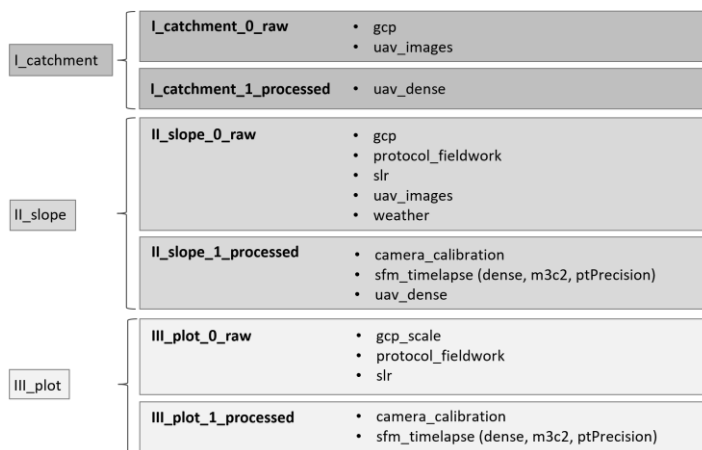 I_catchment
I_catchment_0_raw
• gcp
• uav_images
I_catchment_1_processed
• uav_dense
II_slope
II_slope_0_raw
• gcp
• protocol_fieldwork
• slr
• uav_images
• weather
II_slope_1_processed
• camera_calibration
• sfm_timelapse (dense, m3c2, ptPrecision)
• uav_dense
III_plot
III_plot_0_raw
• gcp_scale
• protocol_fieldwork
• slr
III_plot_1_processed
• camera_calibration
• sfm_timelapse (dense, m3c2, ptPrecision)